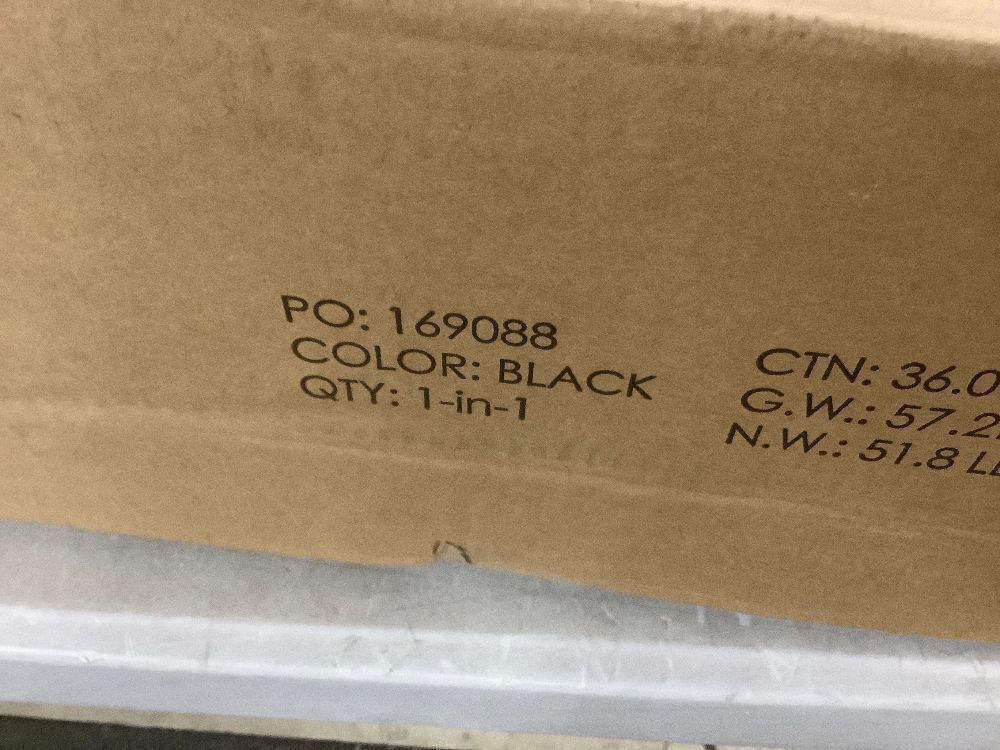 PO: 169088
COLOR: BLACK
QTY: 1-in-1
CTN: 36.0
G.W.: 57.2
N.W.: 51.8